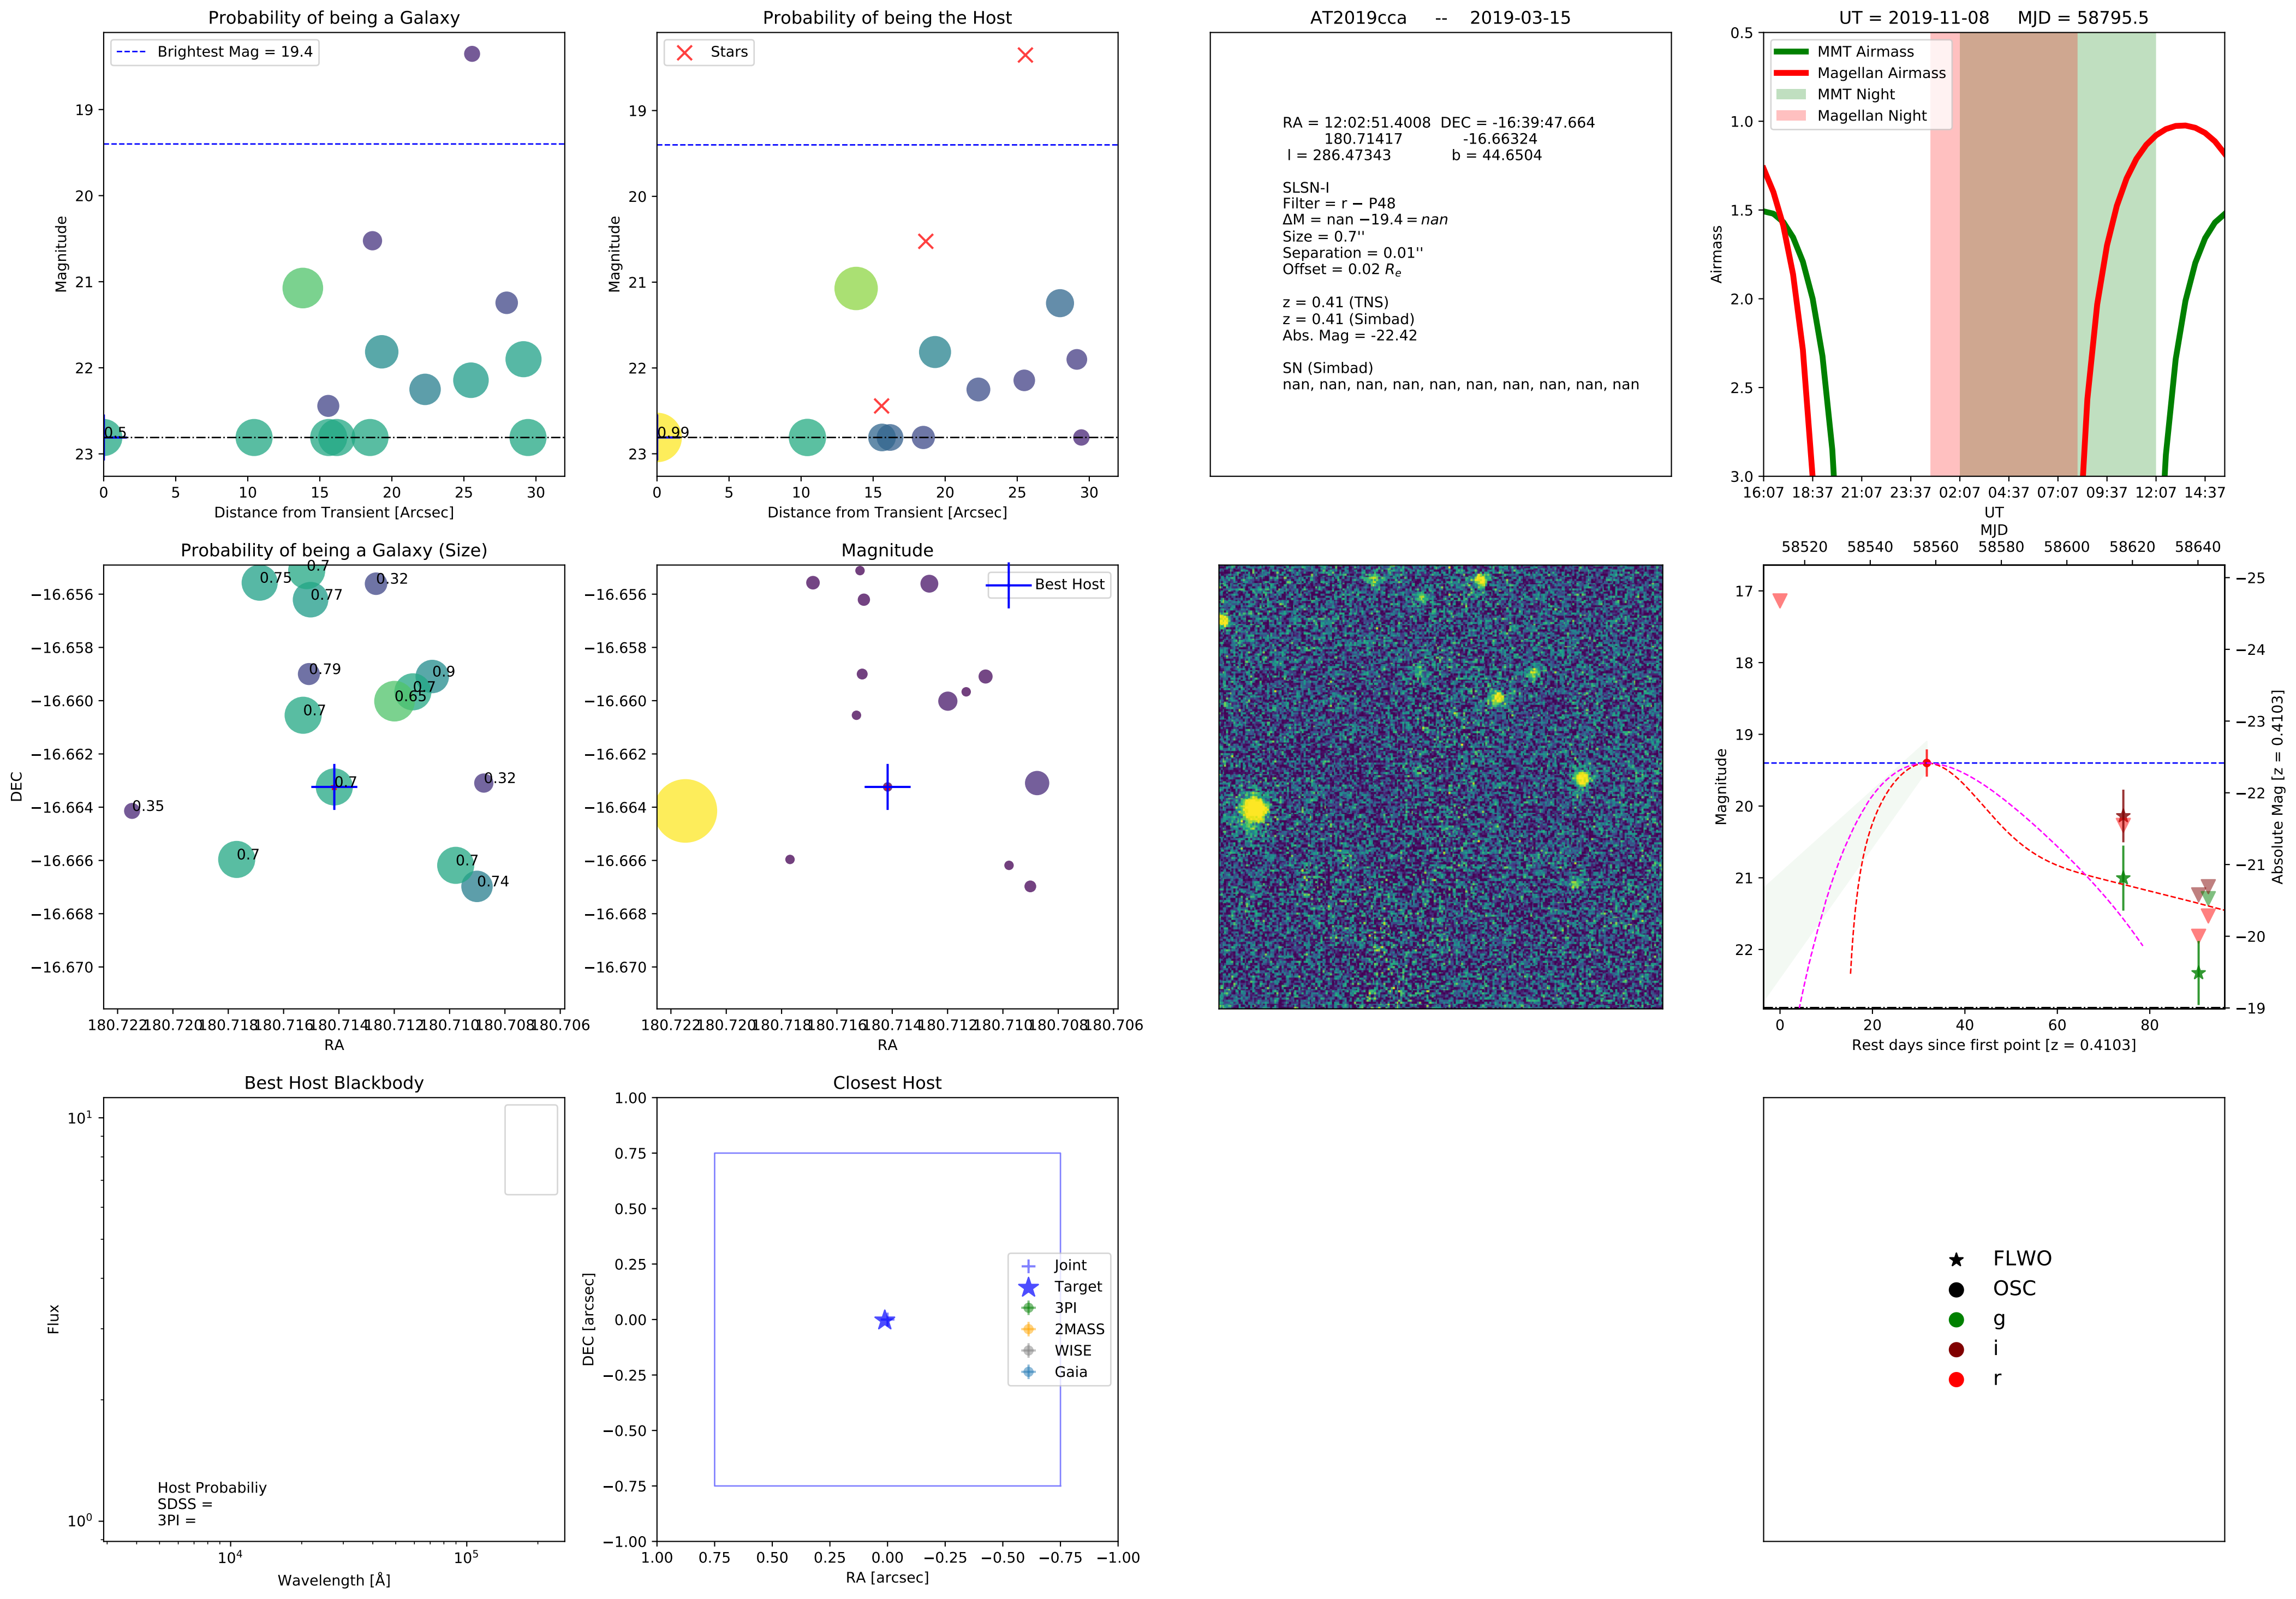 Probability of being a Galaxy
Brightest Mag = 19.4
19
20
21
22
23
Magnitude
0.5
0 5 10 15 20 25 30
Distance from Transient [Arcsec]
Probability of being the Host
Stars
19
20
21
22
23
Magnitude
0.99
0 5 10 15 20 25 30
Distance from Transient [Arcsec]
AT2019cca -- 2019-03-15
RA = 12:02:51.4008 DEC = -16:39:47.664
180.71417 -16.66324
l = 286.47343 b = 44.6504
SLSN-I
Filter = r − P48
ΔM = nan −19.4 = nan
Size = 0.7''
Separation = 0.01''
Offset = 0.02 Re
z = 0.41 (TNS)
z = 0.41 (Simbad)
Abs. Mag = -22.42
SN (Simbad)
nan, nan, nan, nan, nan, nan, nan, nan, nan, nan
UT = 2019-11-08 MJD = 58795.5
MMT Airmass
Magellan Airmass
MMT Night
Magellan Night
0.5
1.0
1.5
2.0
2.5
3.0
Airmass
16:07 18:37 21:07 23:37 02:07 04:37 07:07 09:37 12:07 14:37
UT
Probability of being a Galaxy (Size)
−16.656
−16.658
−16.660
−16.662
−16.664
−16.666
−16.668
−16.670
DEC
0.7
0.75
0.32
0.77
0.79
0.9
0.7
0.65
0.7
0.7
0.32
0.35
0.7
0.7
0.74
180.722 180.720 180.718 180.716 180.714 180.712 180.710 180.708 180.706
RA
Magnitude
Best Host
−16.656
−16.658
−16.660
−16.662
−16.664
−16.666
−16.668
−16.670
180.722 180.720 180.718 180.716 180.714 180.712 180.710 180.708 180.706
RA
MJD
58520 58540 58560 58580 58600 58620 58640
17
18
19
20
21
22
Magnitude
−25
−24
−23
−22
−21
−20
−19
Absolute Mag [z = 0.4103]
0 20 40 60 80
Rest days since first point [z = 0.4103]
Best Host Blackbody
10¹
10⁰
Flux
Host Probabiliy
SDSS =
3PI =
10⁴ 10⁵
Wavelength [Å]
Closest Host
1.00
0.75
0.50
0.25
0.00
−0.25
−0.50
−0.75
−1.00
DEC [arcsec]
Joint
Target
3PI
2MASS
WISE
Gaia
1.00 0.75 0.50 0.25 0.00 −0.25 −0.50 −0.75 −1.00
RA [arcsec]
FLWO
OSC
g
i
r